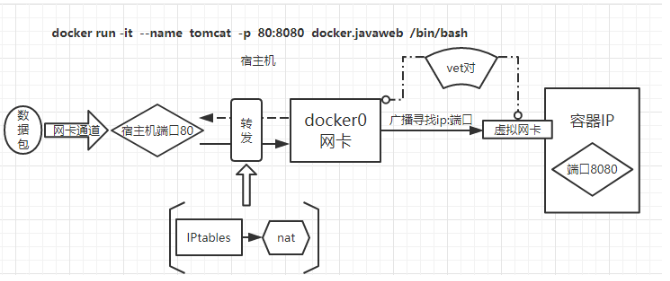 docker run -it --name tomcat -p 80:8080 docker.javaweb /bin/bash
宿主机
vet对
数据包
网卡通道
宿主机端口80
转发
docker0
网卡
广播寻找ip:端口
虚拟网卡
容器IP
端口8080
IPtables
nat